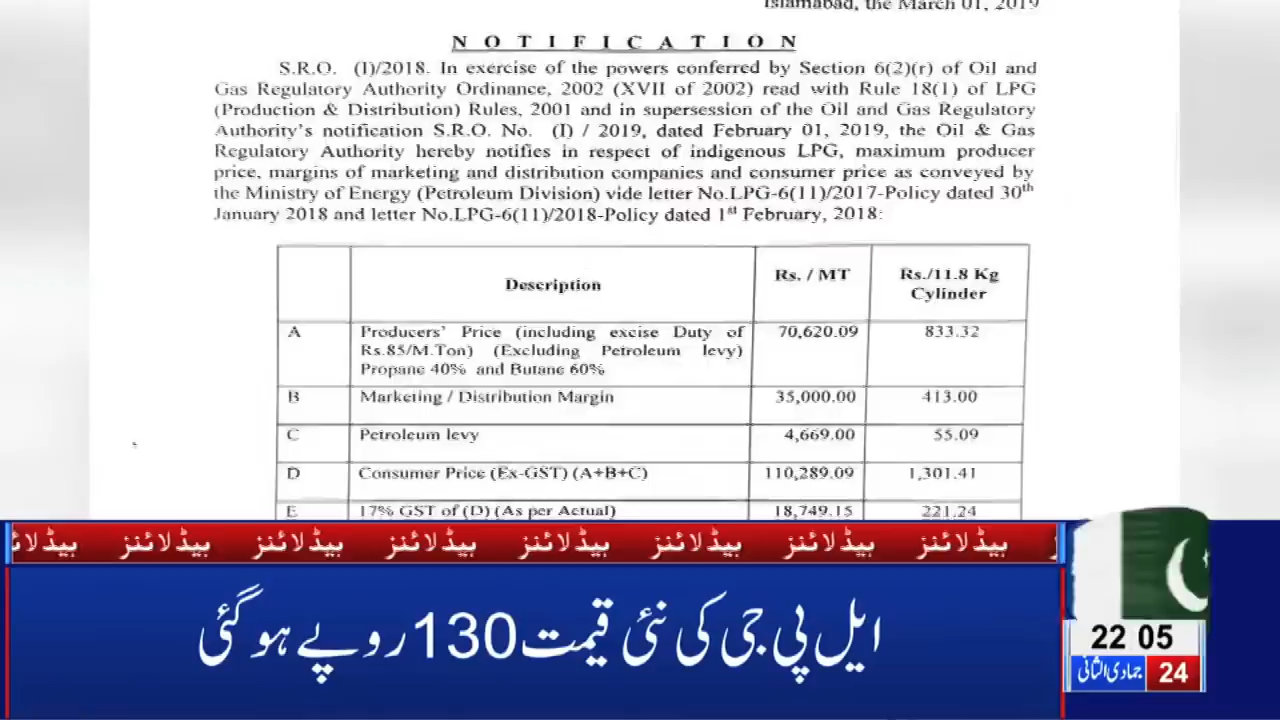 Islamabad, the March 01, 2019
NOTIFICATION
S.R.O. (I)/2018. In exercise of the powers conferred by Section 6(2)(r) of Oil and
Gas Regulatory Authority Ordinance, 2002 (XVII of 2002) read with Rule 18(1) of LPG
(Production & Distribution) Rules, 2001 and in supersession of the Oil and Gas Regulatory
Authority's notification S.R.O. No. (I) / 2019, dated February 01, 2019, the Oil & Gas
Regulatory Authority hereby notifies in respect of indigenous LPG, maximum producer
price, margins of marketing and distribution companies and consumer price as conveyed by
the Ministry of Energy (Petroleum Division) vide letter No.LPG-6(11)/2017-Policy dated 30th
January 2018 and letter No.LPG-6(11)/2018-Policy dated 1st February, 2018:
Description Rs. / MT Rs./11.8 Kg
Cylinder
A Producers' Price (including excise Duty of 70,620.09 833.32
Rs.85/M.Ton) (Excluding Petroleum levy)
Propane 40% and Butane 60%
B Marketing / Distribution Margin 35,000.00 413.00
C Petroleum levy 4,669.00 55.09
D Consumer Price (Ex-GST) (A+B+C) 110,289.09 1,301.41
E 17% GST of (D) (As per Actual) 18,749.15 221.24
ہیڈلائنز ہیڈلائنز ہیڈلائنز ہیڈلائنز ہیڈلائنز ہیڈلائنز ہیڈلائنز ہیڈلائنز
ایل پی جی کی نئی قیمت 130 روپے ہو گئی
22 05
24 جمادی الثانی